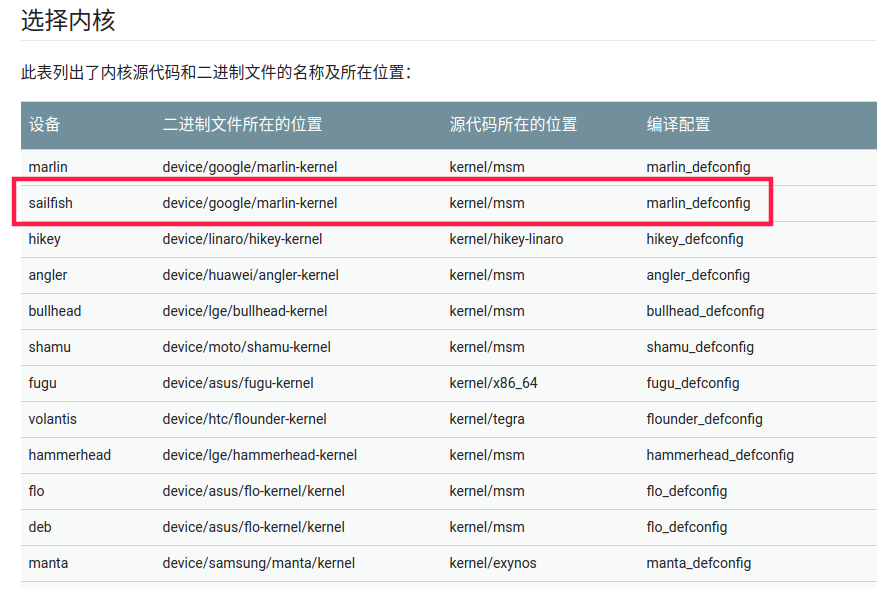 选择内核
此表列出了内核源代码和二进制文件的名称及所在位置：
设备 二进制文件所在的位置 源代码所在的位置 编译配置
marlin device/google/marlin-kernel kernel/msm marlin_defconfig
sailfish device/google/marlin-kernel kernel/msm marlin_defconfig
hikey device/linaro/hikey-kernel kernel/hikey-linaro hikey_defconfig
angler device/huawei/angler-kernel kernel/msm angler_defconfig
bullhead device/lge/bullhead-kernel kernel/msm bullhead_defconfig
shamu device/moto/shamu-kernel kernel/msm shamu_defconfig
fugu device/asus/fugu-kernel kernel/x86_64 fugu_defconfig
volantis device/htc/flounder-kernel kernel/tegra flounder_defconfig
hammerhead device/lge/hammerhead-kernel kernel/msm hammerhead_defconfig
flo device/asus/flo-kernel/kernel kernel/msm flo_defconfig
deb device/asus/flo-kernel/kernel kernel/msm flo_defconfig
manta device/samsung/manta/kernel kernel/exynos manta_defconfig